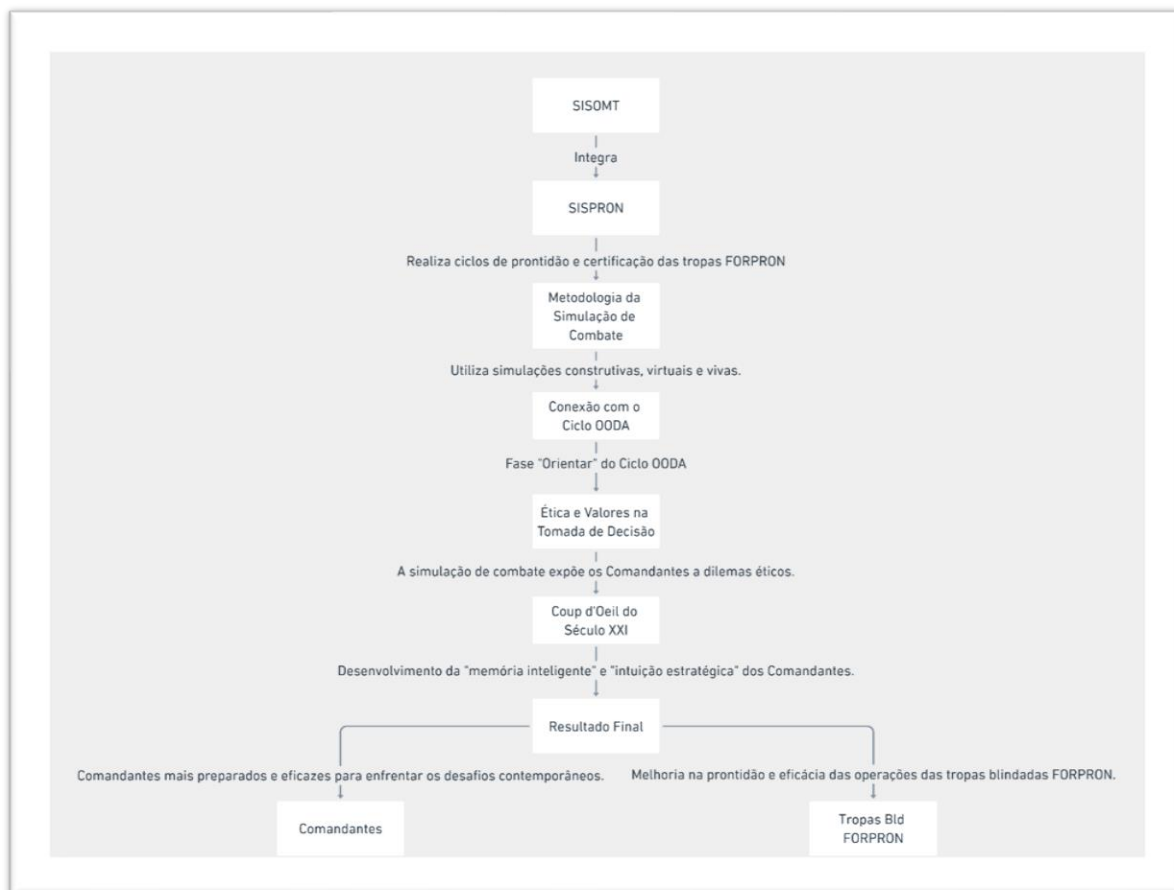 SISOMT
Integra
SISPRON
Realiza ciclos de prontidão e certificação das tropas FORPRON
Metodologia da
Simulação de
Combate
Utiliza simulações construtivas, virtuais e vivas.
Conexão com o
Ciclo OODA
Fase "Orientar" do Ciclo OODA
Ética e Valores na
Tomada de Decisão
A simulação de combate expõe os Comandantes a dilemas éticos.
Coup d'Oeil do
Século XXI
Desenvolvimento da "memória inteligente" e "intuição estratégica" dos Comandantes.
Resultado Final
Comandantes mais preparados e eficazes para enfrentar os desafios contemporâneos.
Melhoria na prontidão e eficácia das operações das tropas blindadas FORPRON.
Comandantes
Tropas Bld
FORPRON